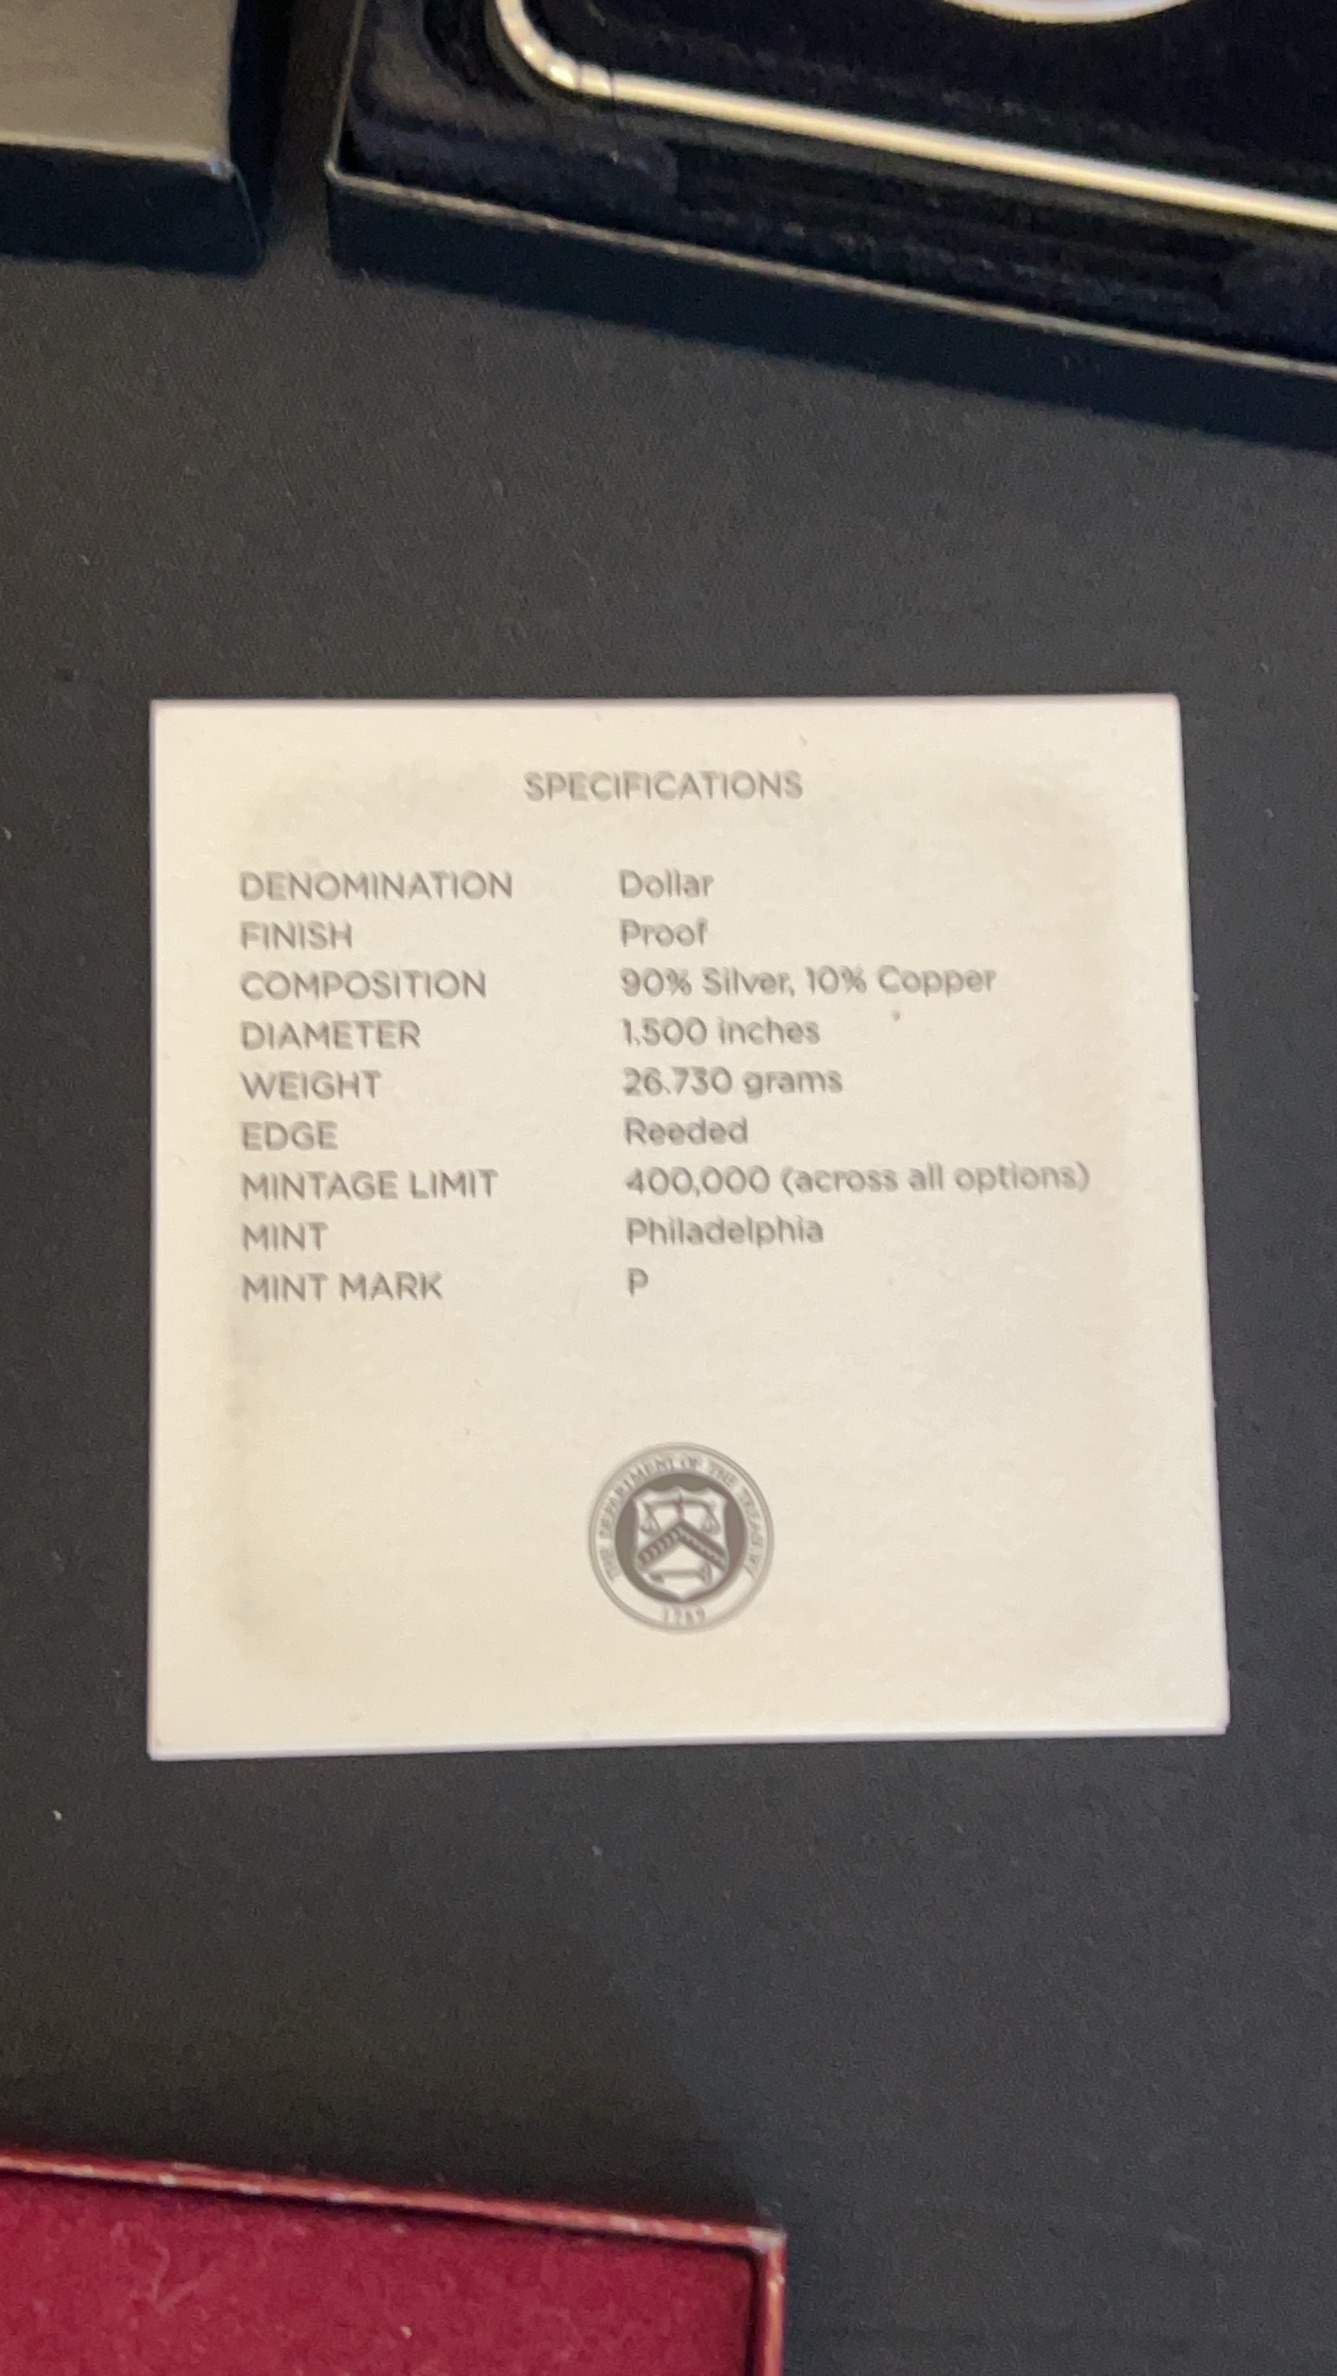 SPECIFICATIONS
DENOMINATION Dollar
FINISH Proof
COMPOSITION 90% Silver, 10% Copper
DIAMETER 1.500 inches
WEIGHT 26.730 grams
EDGE Reeded
MINTAGE LIMIT 400,000 (across all options)
MINT Philadelphia
MINT MARK P
THE DEPARTMENT OF THE TREASURY
1789